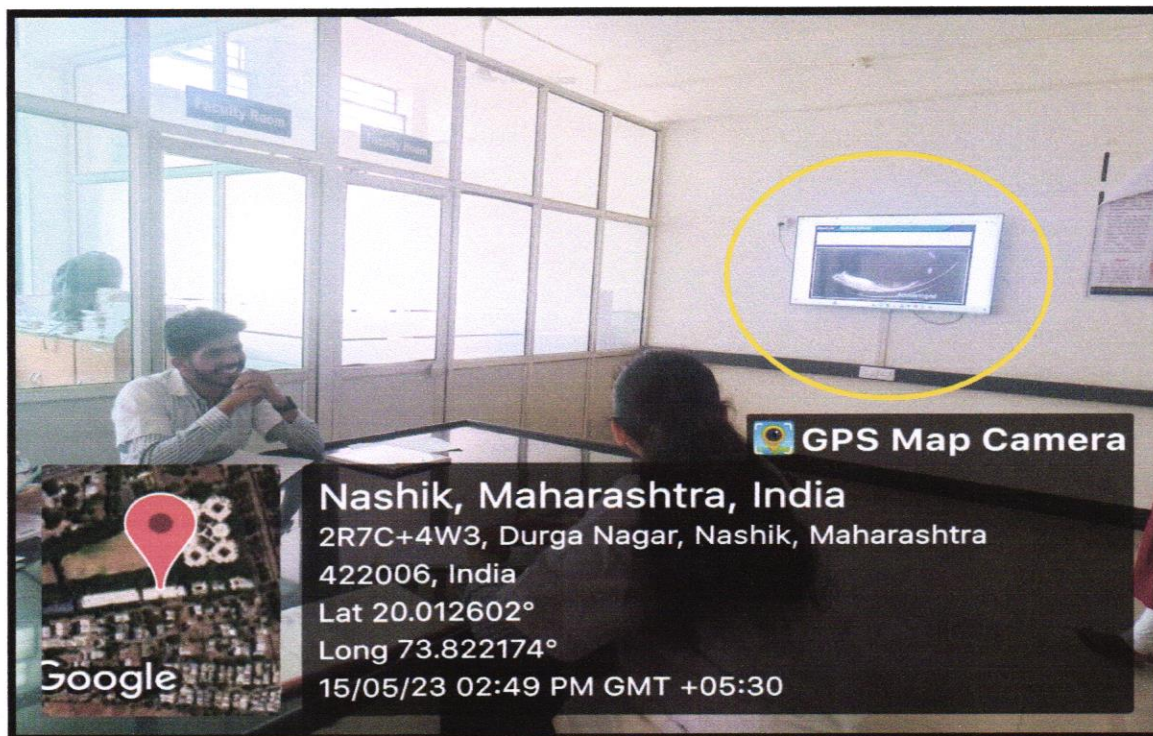 Faculty Room
Faculty Room
GPS Map Camera
Nashik, Maharashtra, India
2R7C+4W3, Durga Nagar, Nashik, Maharashtra
422006, India
Lat 20.012602°
Long 73.822174°
15/05/23 02:49 PM GMT +05:30
Google